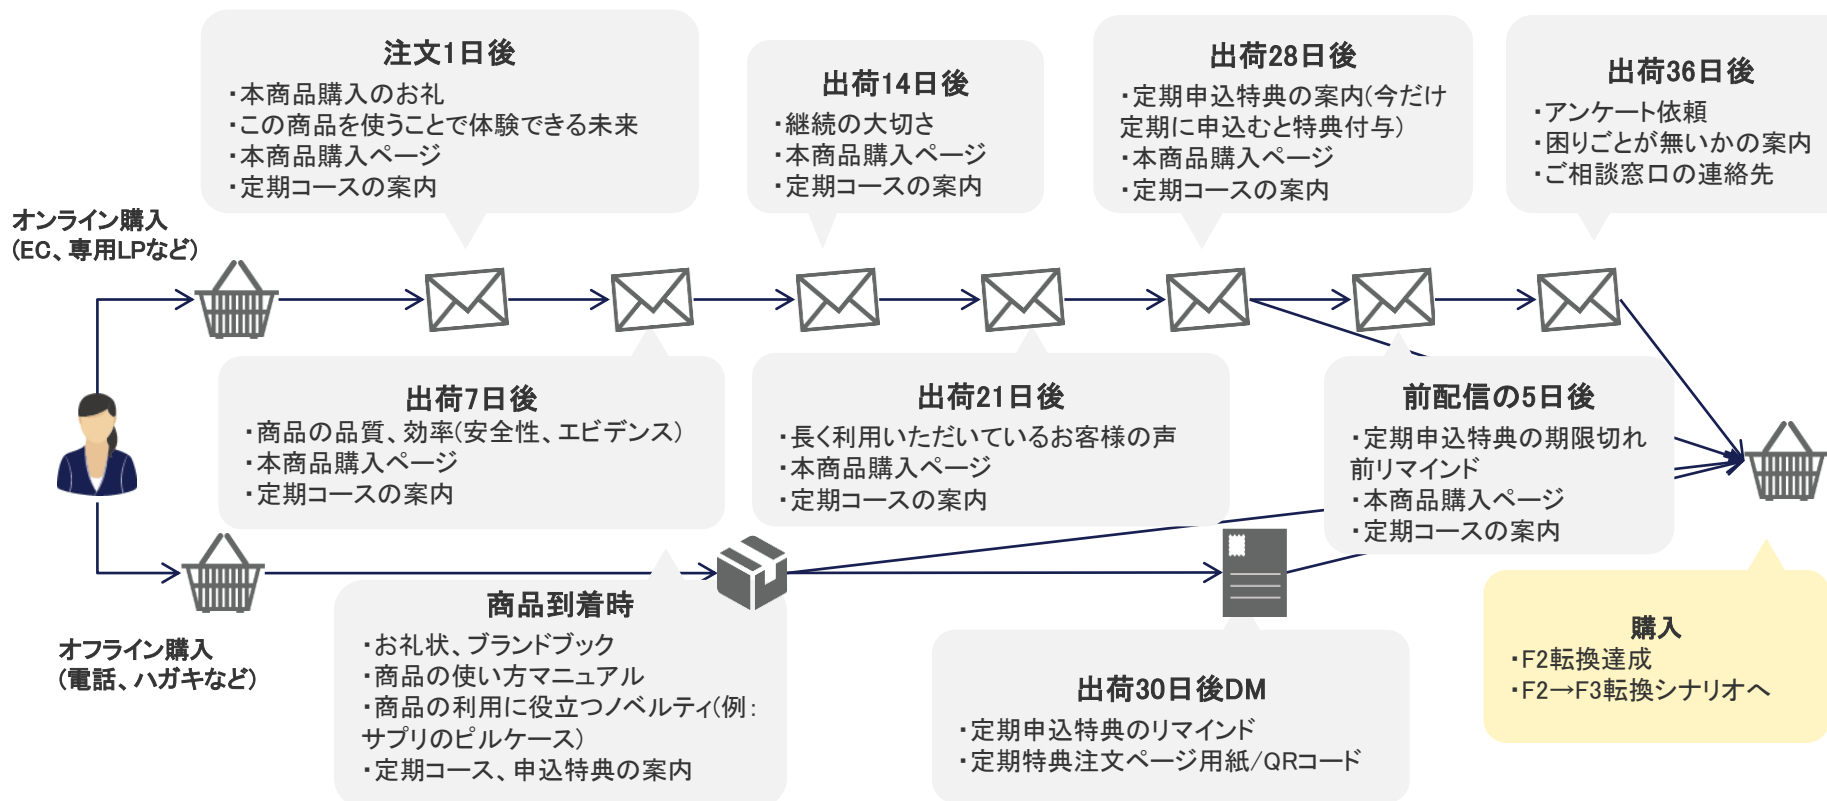 注文1日後
・本商品購入のお礼
・この商品を使うことで体験できる未来
・本商品購入ページ
・定期コースの案内
出荷14日後
・継続の大切さ
・本商品購入ページ
・定期コースの案内
出荷28日後
・定期申込特典の案内(今だけ
定期に申込むと特典付与)
・本商品購入ページ
・定期コースの案内
出荷36日後
・アンケート依頼
・困りごとが無いかの案内
・ご相談窓口の連絡先
オンライン購入
(EC、専用LPなど)
出荷7日後
・商品の品質、効率(安全性、エビデンス)
・本商品購入ページ
・定期コースの案内
出荷21日後
・長く利用いただいているお客様の声
・本商品購入ページ
・定期コースの案内
前配信の5日後
・定期申込特典の期限切れ
前リマインド
・本商品購入ページ
・定期コースの案内
オフライン購入
(電話、ハガキなど)
商品到着時
・お礼状、ブランドブック
・商品の使い方マニュアル
・商品の利用に役立つノベルティ(例：
サプリのピルケース)
・定期コース、申込特典の案内
出荷30日後DM
・定期申込特典のリマインド
・定期特典注文ページ用紙/QRコード
購入
・F2転換達成
・F2→F3転換シナリオへ